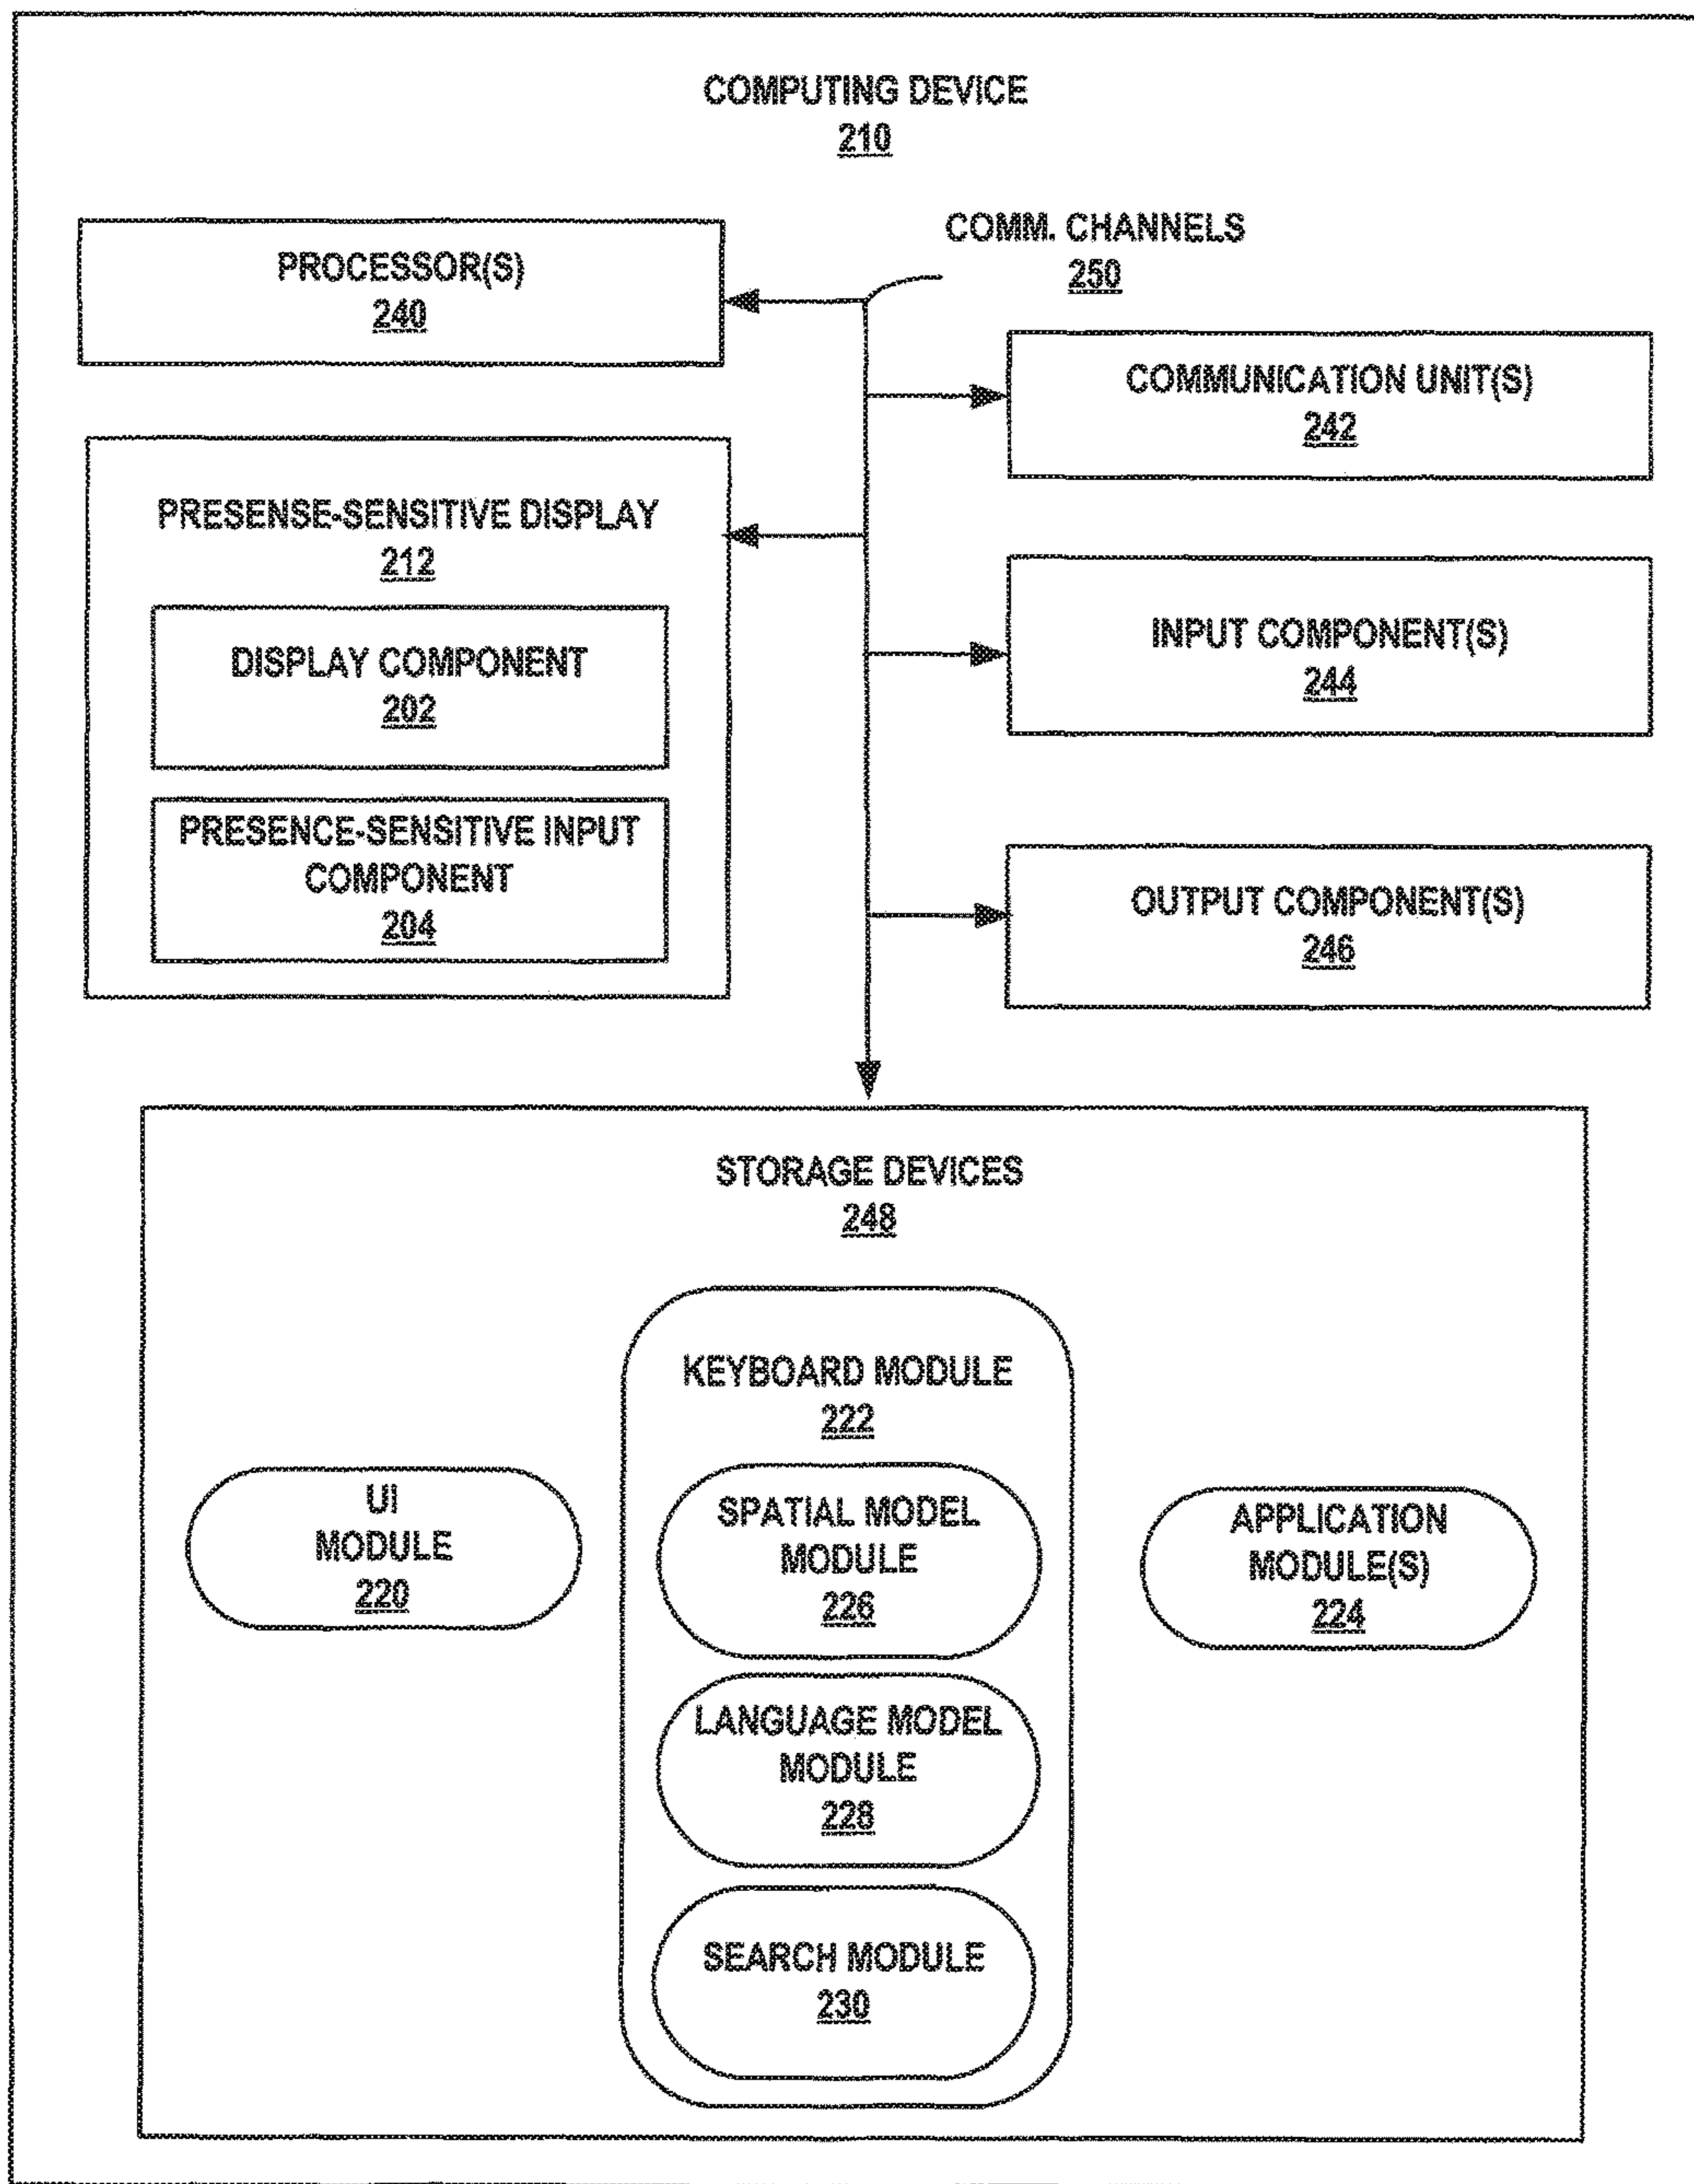 COMPUTING DEVICE
210
PROCESSOR(S)
240
COMM. CHANNELS
250
COMMUNICATION UNIT(S)
242
PRESENSE-SENSITIVE DISPLAY
212
DISPLAY COMPONENT
202
PRESENCE-SENSITIVE INPUT
COMPONENT
204
INPUT COMPONENT(S)
244
OUTPUT COMPONENT(S)
246
STORAGE DEVICES
248
UI
MODULE
220
KEYBOARD MODULE
222
SPATIAL MODEL
MODULE
226
LANGUAGE MODEL
MODULE
228
SEARCH MODULE
230
APPLICATION
MODULE(S)
224